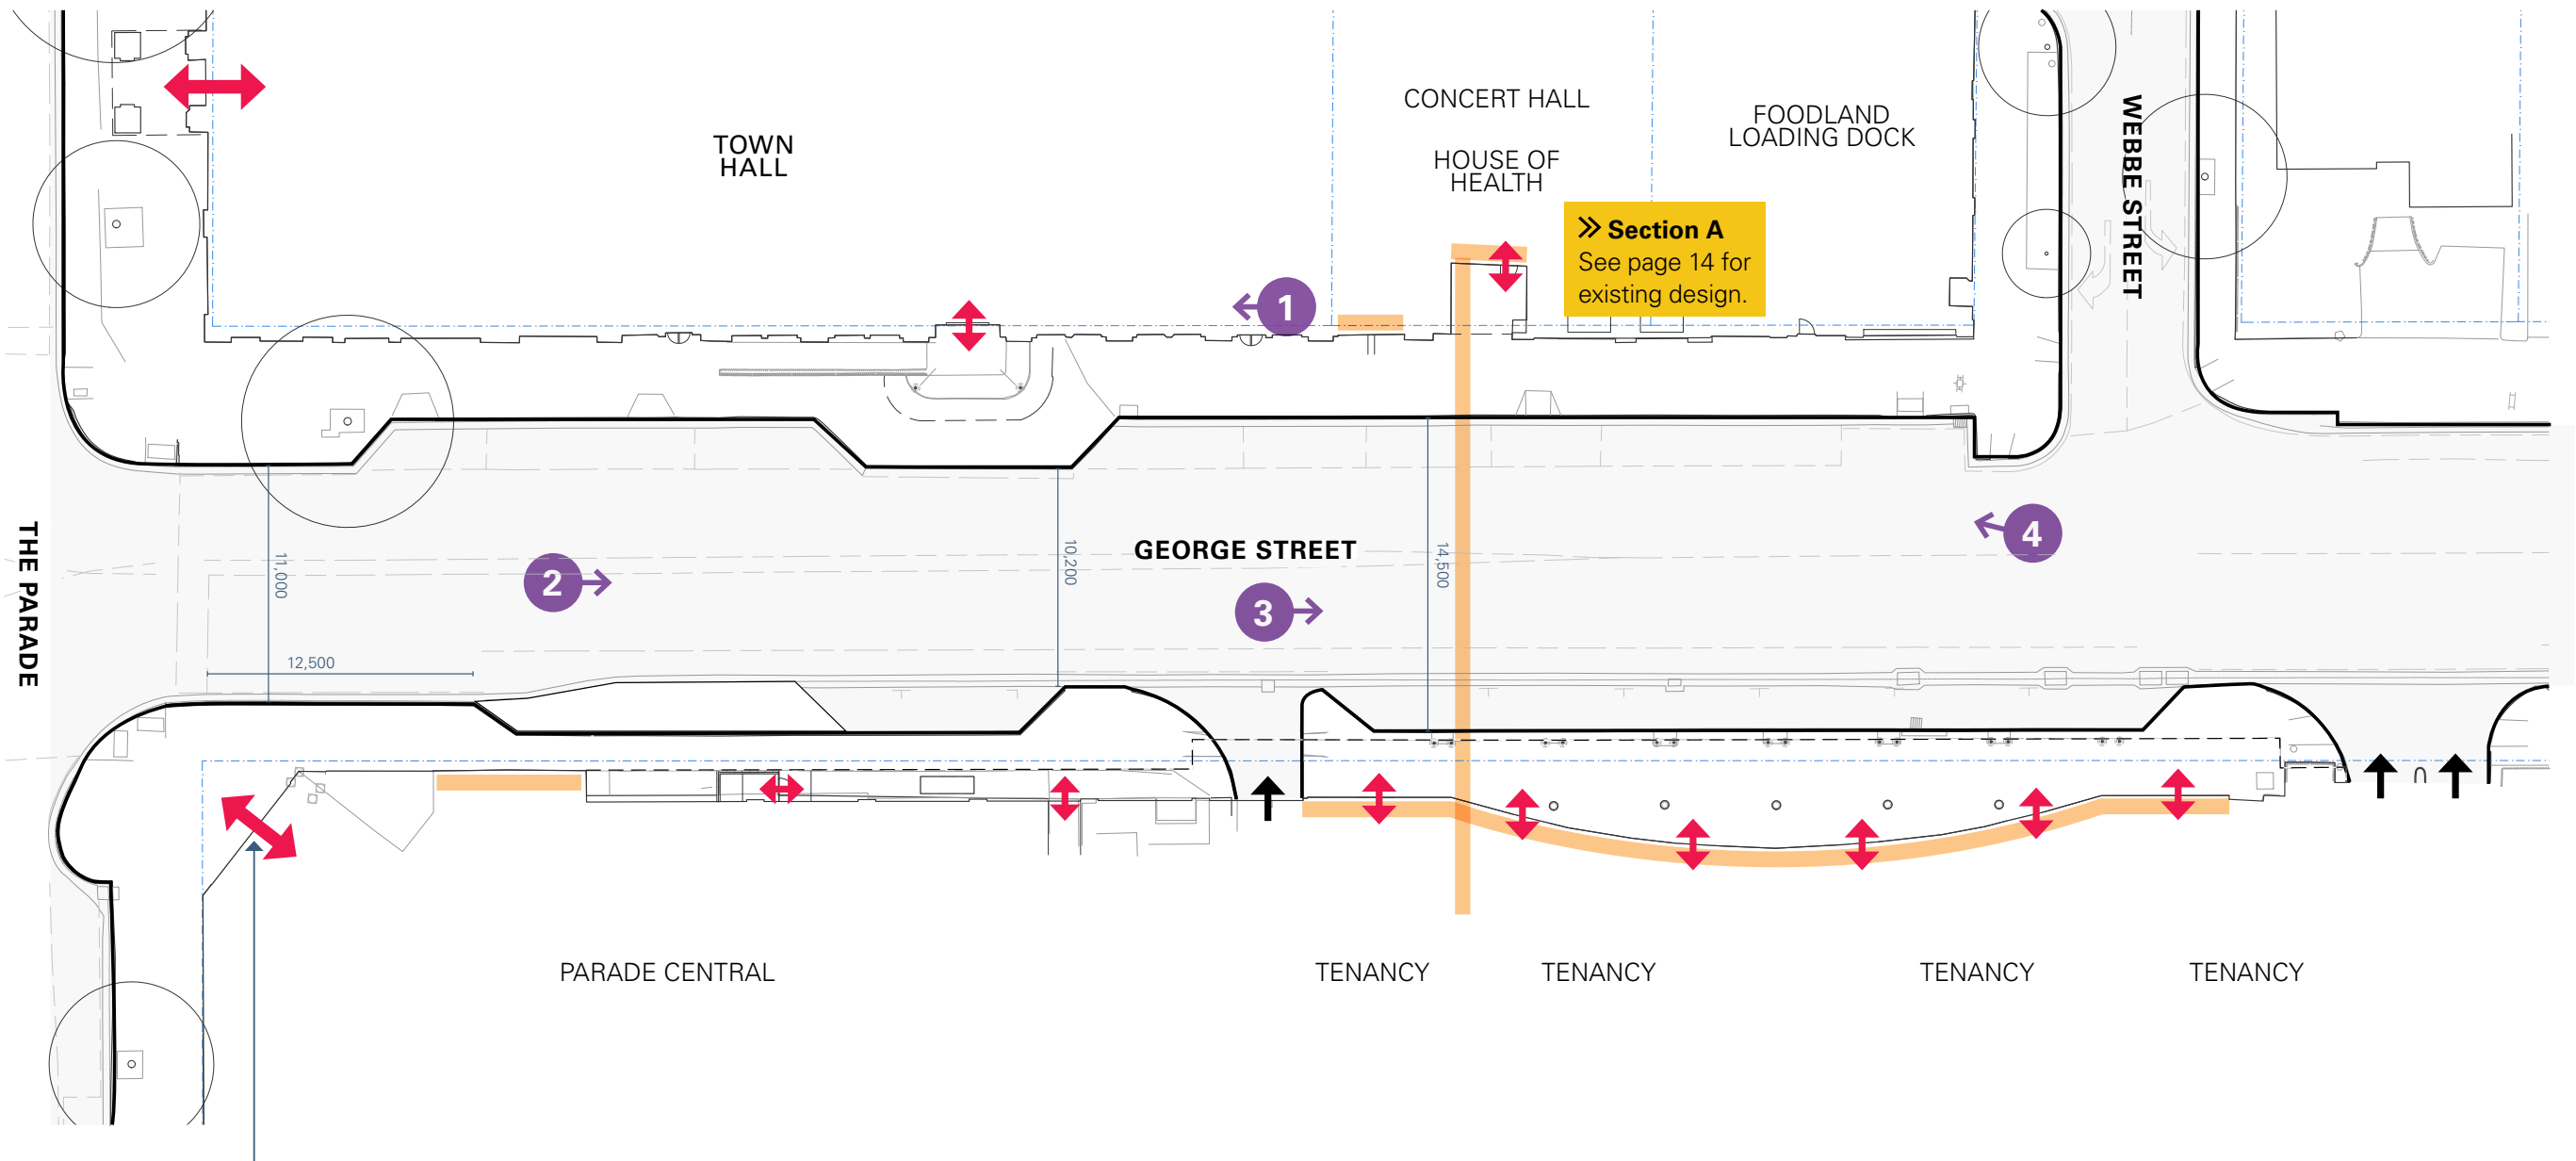 CONCERT HALL
FOODLAND
LOADING DOCK
TOWN
HALL
HOUSE OF
HEALTH
WEBBE STREET
» Section A
See page 14 for
existing design.
1
THE PARADE
11,000
10,200
GEORGE STREET
14,500
4
2
3
12,500
PARADE CENTRAL
TENANCY
TENANCY
TENANCY
TENANCY